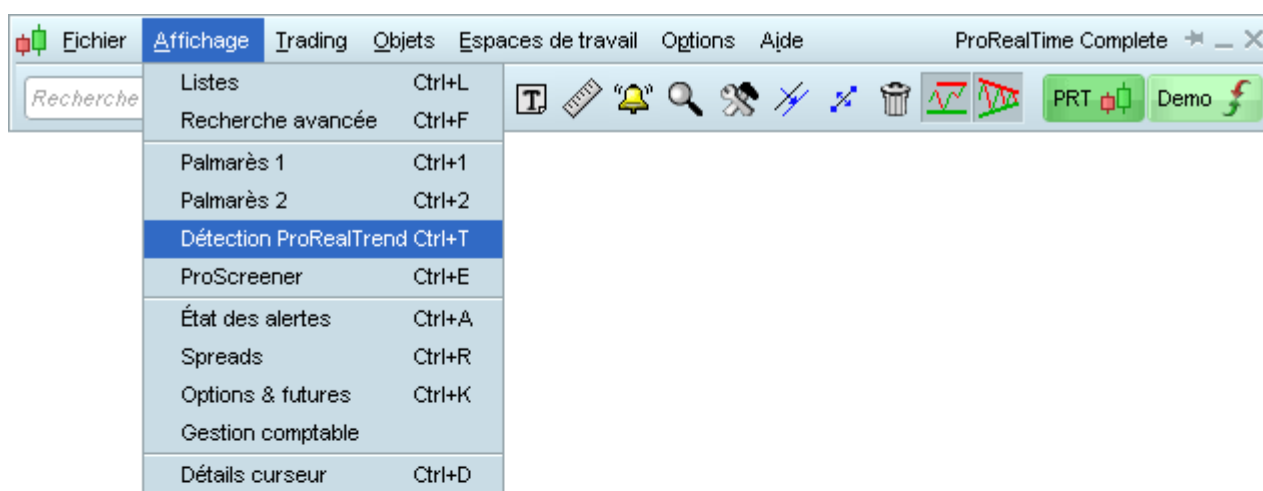 Fichier Affichage Trading Objets Espaces de travail Options Aide ProRealTime Complete
Recherche T PRT Demo
Listes Ctrl+L
Recherche avancée Ctrl+F
Palmarès 1 Ctrl+1
Palmarès 2 Ctrl+2
Détection ProRealTrend Ctrl+T
ProScreener Ctrl+E
État des alertes Ctrl+A
Spreads Ctrl+R
Options & futures Ctrl+K
Gestion comptable
Détails curseur Ctrl+D